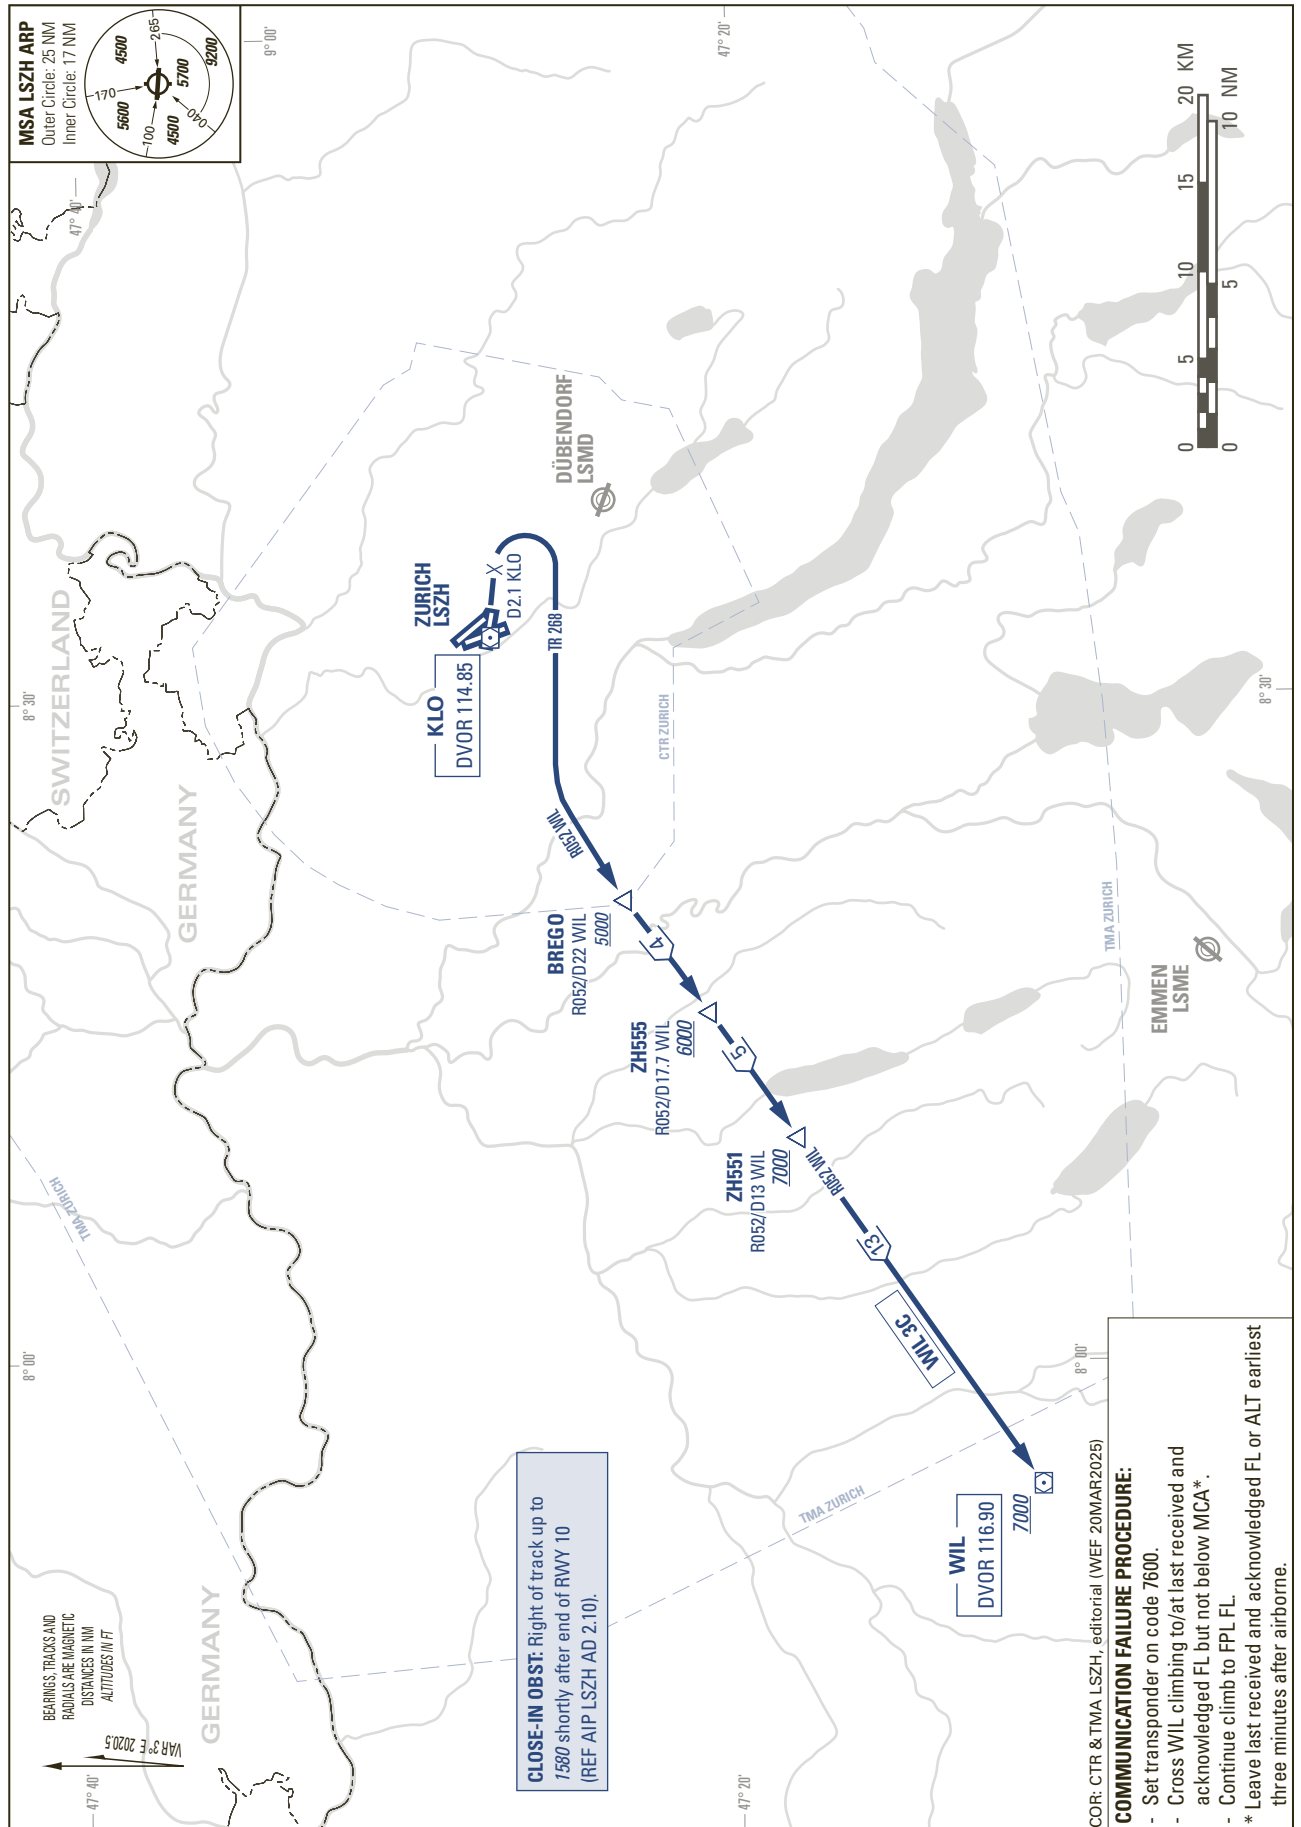 BEARINGS, TRACKS AND
RADIALS ARE MAGNETIC
DISTANCES IN NM
ALTITUDES IN FT
VAR 3° E 2020.5
MSA LSZH ARP
Outer Circle: 25 NM
Inner Circle: 17 NM
170
4500
265
5600
5700
9200
100
4500
040
47° 40'
8° 00'
8° 30'
9° 00'
47° 40'
47° 20'
47° 20'
8° 00'
8° 30'
SWITZERLAND
GERMANY
GERMANY
TMA ZURICH
TMA ZURICH
TMA ZURICH
CTR ZURICH
ZURICH
LSZH
KLO
DVOR 114.85
D2.1 KLO
TR 268
DÜBENDORF
LSMD
R052 WIL
BREGO
R052/D22 WIL
5000
4
ZH555
R052/D17.7 WIL
6000
5
ZH551
R052/D13 WIL
7000
R052 WIL
13
WIL 3C
WIL
DVOR 116.90
7000
EMMEN
LSME
CLOSE-IN OBST: Right of track up to
1580 shortly after end of RWY 10
(REF AIP LSZH AD 2.10).
0 5 10 15 20 KM
0 5 10 NM
COR: CTR & TMA LSZH, editorial (WEF 20MAR2025)
COMMUNICATION FAILURE PROCEDURE:
- Set transponder on code 7600.
- Cross WIL climbing to/at last received and
acknowledged FL but not below MCA*.
- Continue climb to FPL FL.
* Leave last received and acknowledged FL or ALT earliest
three minutes after airborne.